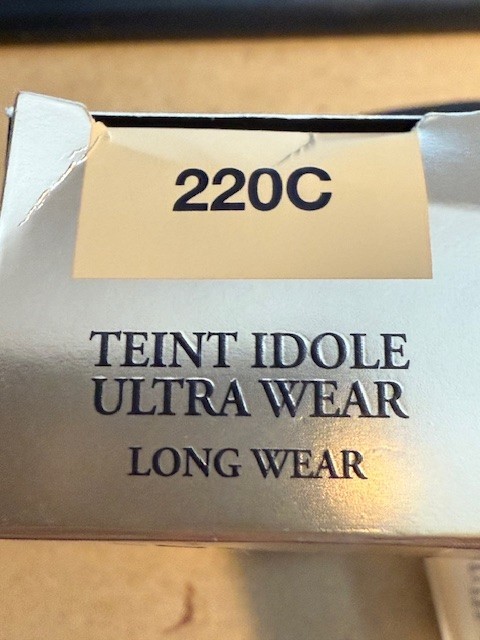 220C
TEINT IDOLE
ULTRA WEAR
LONG WEAR